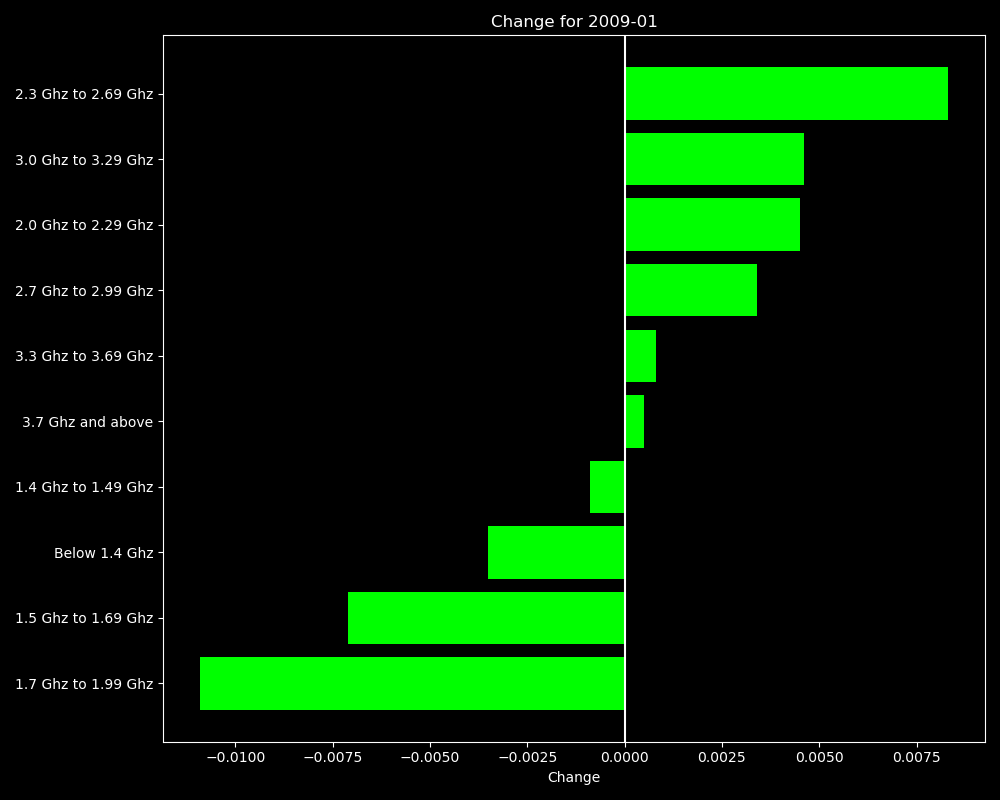 Change for 2009-01
2.3 Ghz to 2.69 Ghz
3.0 Ghz to 3.29 Ghz
2.0 Ghz to 2.29 Ghz
2.7 Ghz to 2.99 Ghz
3.3 Ghz to 3.69 Ghz
3.7 Ghz and above
1.4 Ghz to 1.49 Ghz
Below 1.4 Ghz
1.5 Ghz to 1.69 Ghz
1.7 Ghz to 1.99 Ghz
−0.0100 −0.0075 −0.0050 −0.0025 0.0000 0.0025 0.0050 0.0075
Change